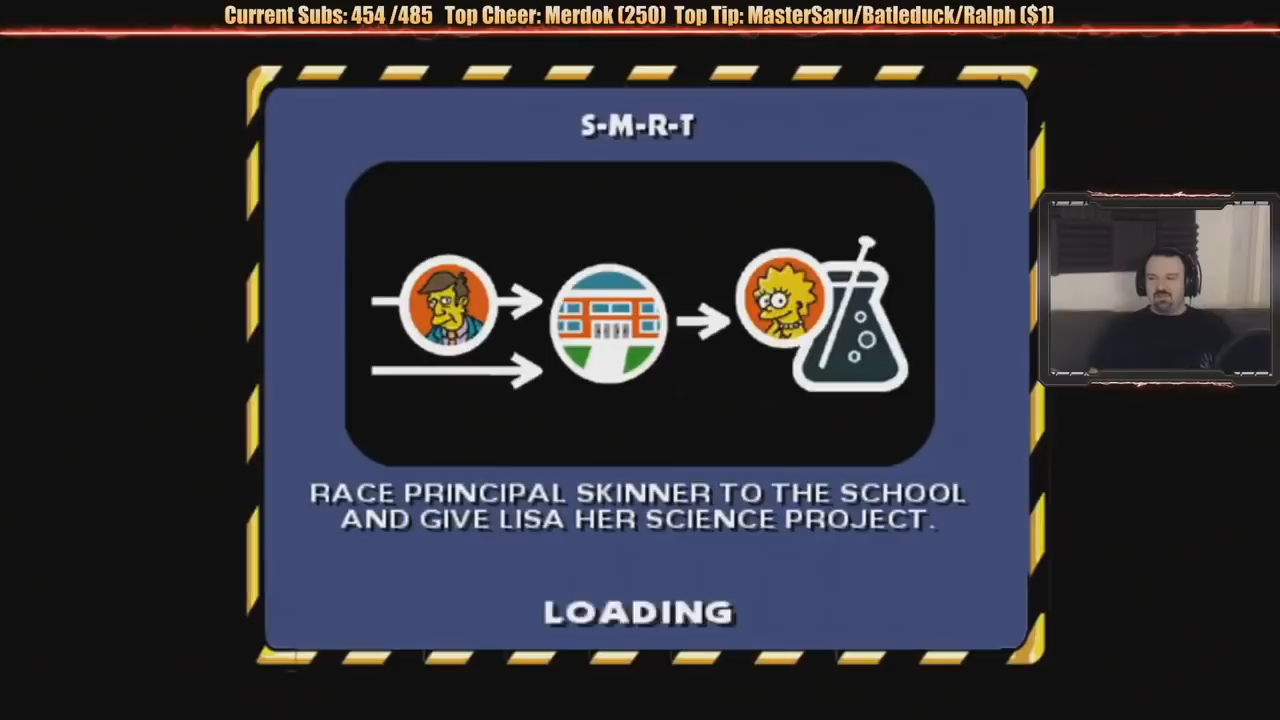 Current Subs: 454 /485 Top Cheer: Merdok (250) Top Tip: MasterSaru/Batleduck/Ralph ($1)
S-M-R-T
RACE PRINCIPAL SKINNER TO THE SCHOOL
AND GIVE LISA HER SCIENCE PROJECT.
LOADING